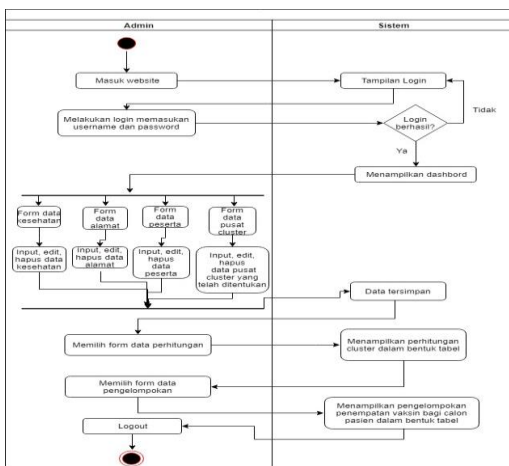 Admin
Sistem
Masuk website
Tampilan Login
Melakukan login memasukan
username dan password
Login
berhasil?
Tidak
Ya
Menampilkan dashbord
Form data
kesehatan
Form
data
alamat
Form
data
peserta
Form
data
pusat
cluster
Input, edit,
hapus data
kesehatan
Input, edit,
hapus data
alamat
Input, edit,
hapus
data
peserta
Input, edit,
hapus
data pusat
cluster yang
telah ditentukan
Data tersimpan
Memilih form data perhitungan
Menampilkan perhitungan
cluster dalam bentuk tabel
Memilih form data
pengelompokan
Menampilkan pengelompokan
penempatan vaksin bagi calon
pasien dalam bentuk tabel
Logout